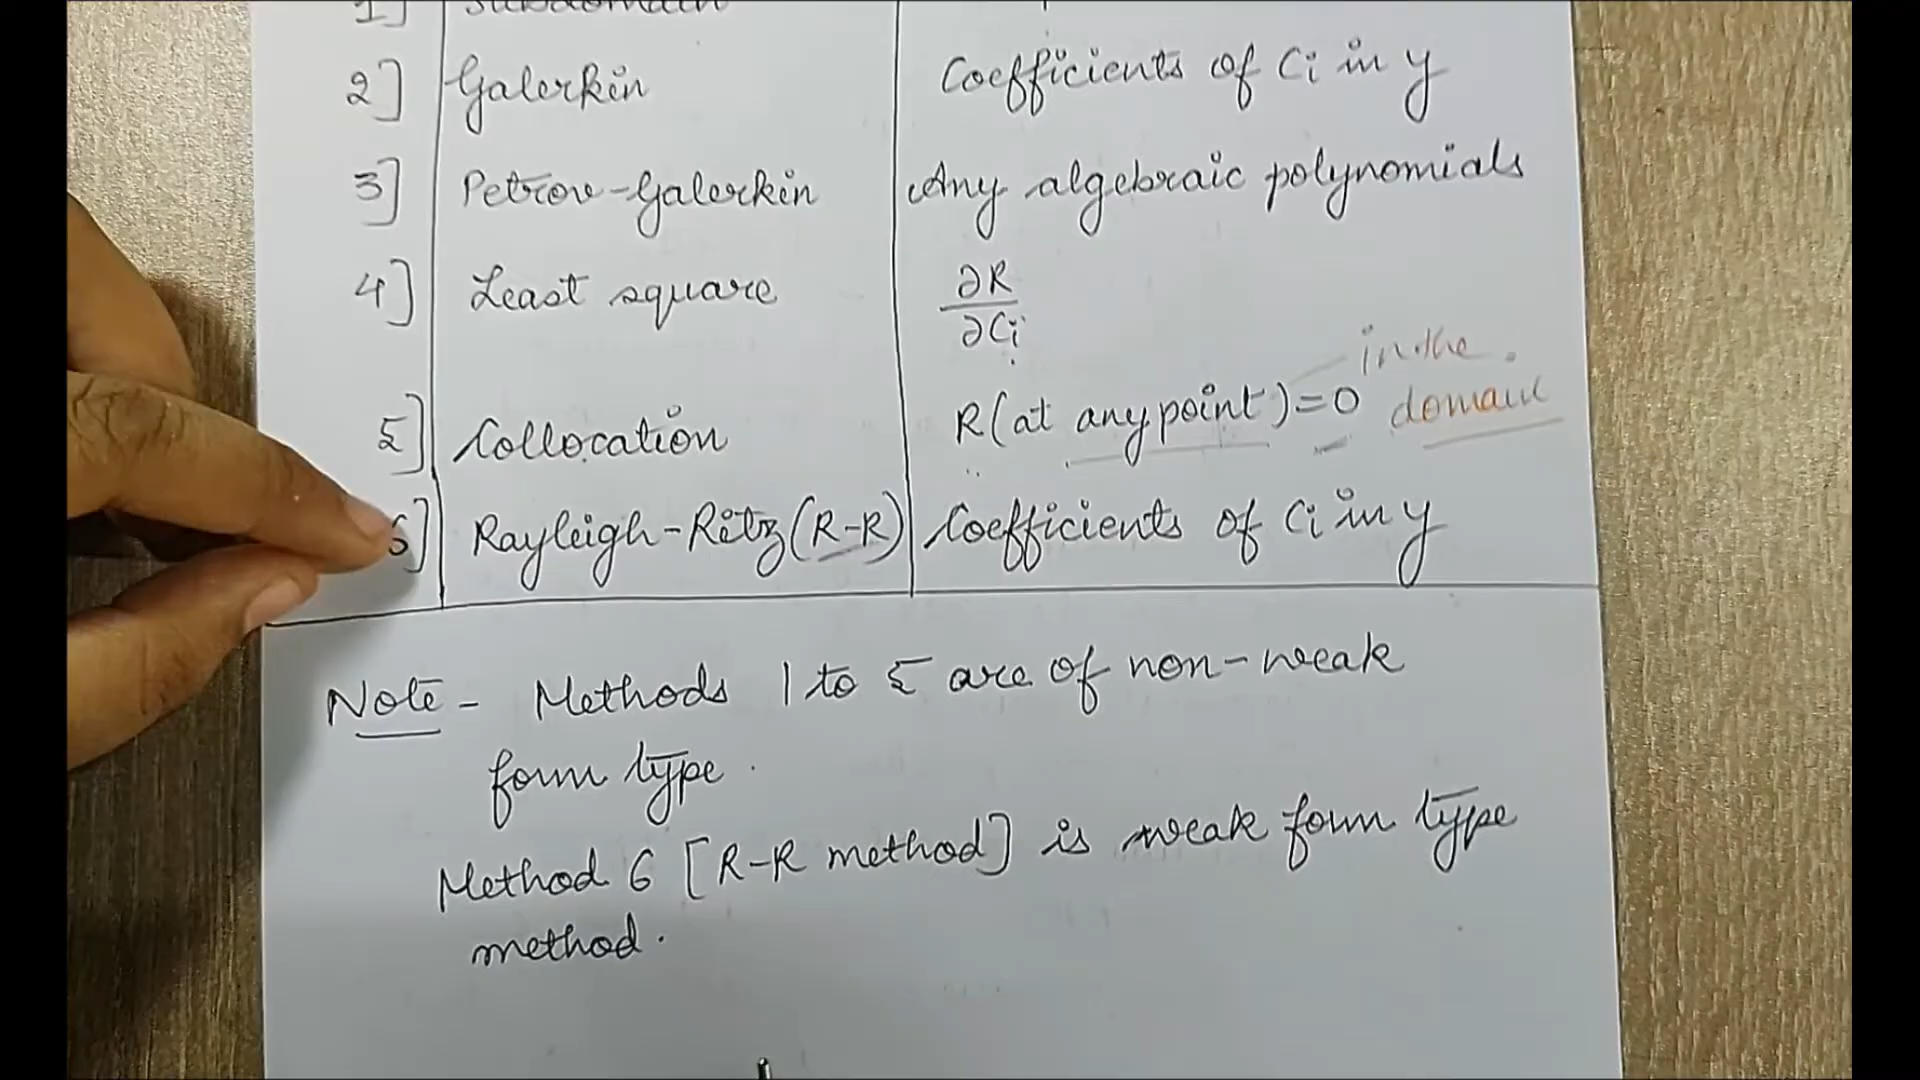 1] Subdomain
2] Galerkin Coefficients of Ci in y
3] Petrov-Galerkin Any algebraic polynomials
4] Least square ∂R/∂Ci
in the
5] Collocation R(at any point)=0 domain
6] Rayleigh-Ritz(R-R) Coefficients of Ci in y
Note - Methods 1 to 5 are of non-weak
form type.
Method 6 [R-R method] is weak form type
method.